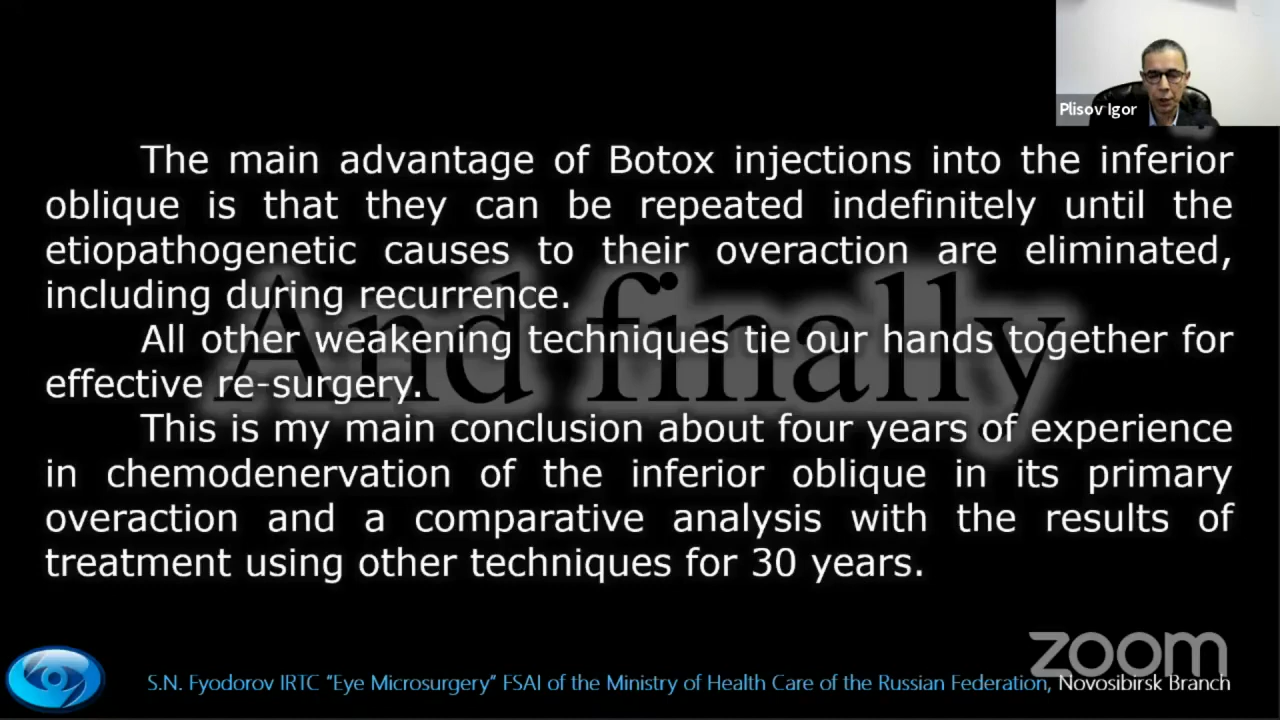 Plisov Igor
The main advantage of Botox injections into the inferior
oblique is that they can be repeated indefinitely until the
etiopathogenetic causes to their overaction are eliminated,
including during recurrence.
And finally
All other weakening techniques tie our hands together for
effective re-surgery.
This is my main conclusion about four years of experience
in chemodenervation of the inferior oblique in its primary
overaction and a comparative analysis with the results of
treatment using other techniques for 30 years.
zoom
S.N. Fyodorov IRTC “Eye Microsurgery” FSAI of the Ministry of Health Care of the Russian Federation, Novosibirsk Branch